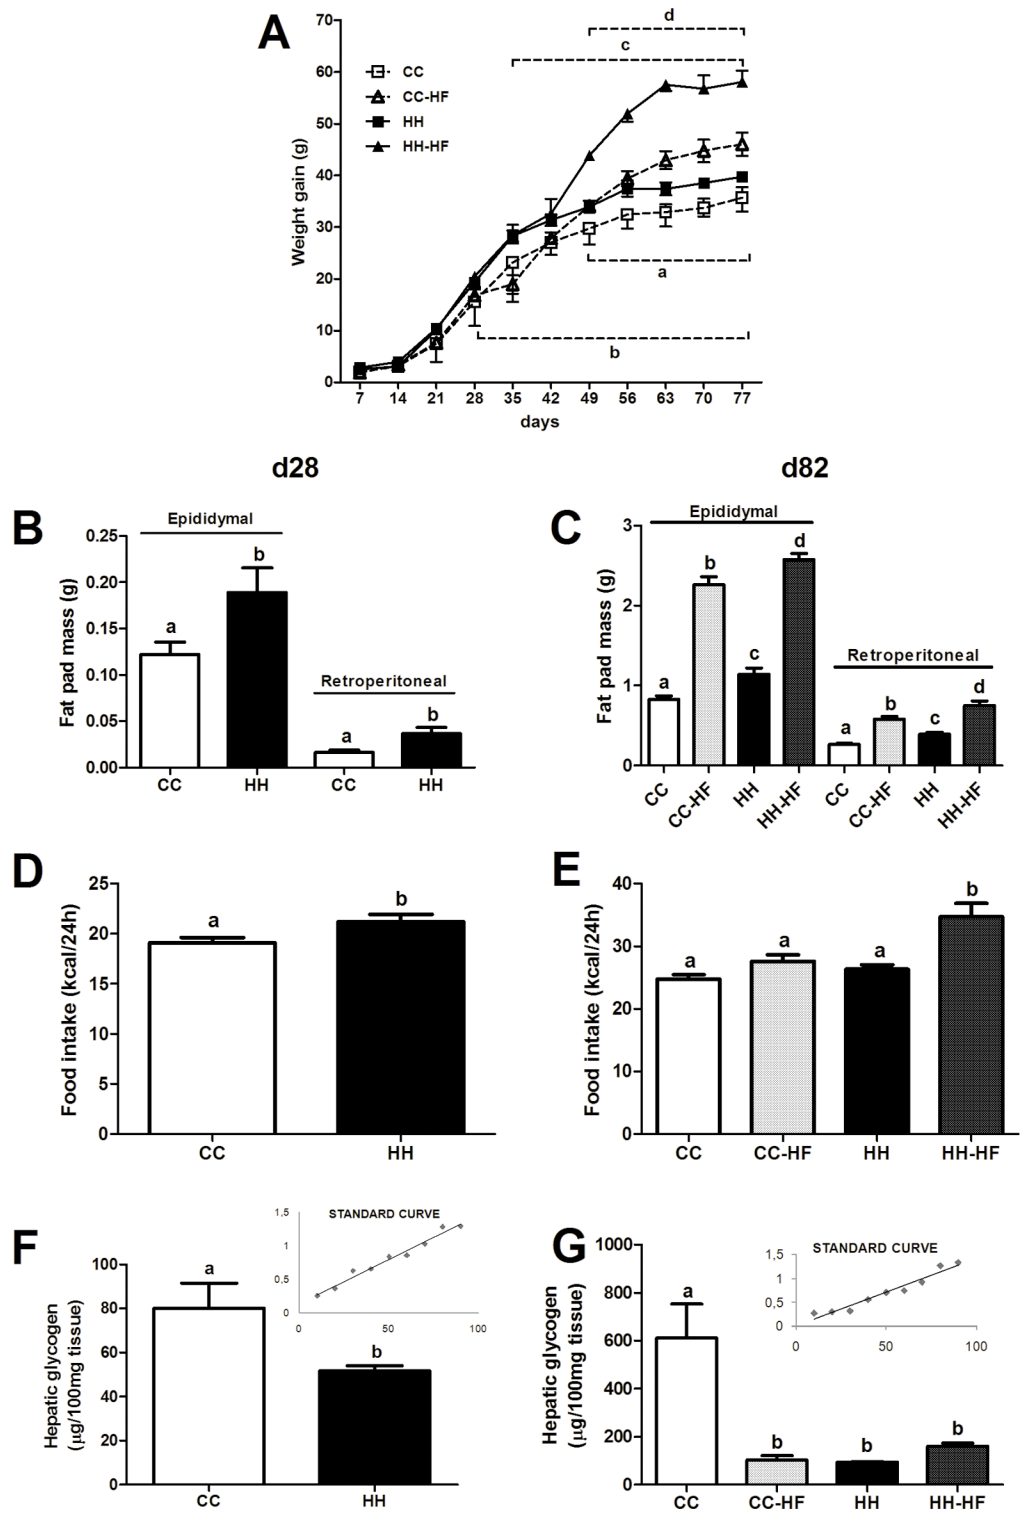 A
70
60
50
40
30
20
10
0
Weight gain (g)
CC
CC-HF
HH
HH-HF
d
c
a
b
7 14 21 28 35 42 49 56 63 70 77
days
d28
d82
B
Epididymal
0.25
0.20
0.15
0.10
0.05
0.00
Fat pad mass (g)
a
b
Retroperitoneal
a
b
CC HH CC HH
C
Epididymal
3
2
1
0
Fat pad mass (g)
a
b
c
d
Retroperitoneal
a
b
c
d
CC CC-HF HH HH-HF CC CC-HF HH HH-HF
D
25
20
15
10
5
0
Food intake (kcal/24h)
a
b
CC HH
E
40
30
20
10
0
Food intake (kcal/24h)
a
a
a
b
CC CC-HF HH HH-HF
F
100
80
60
40
20
0
Hepatic glycogen
(µg/100mg tissue)
a
b
CC HH
STANDARD CURVE
1,5
1
0,5
0
0 50 100
G
1000
800
600
400
200
0
Hepatic glycogen
(µg/100mg tissue)
a
b
b
b
CC CC-HF HH HH-HF
STANDARD CURVE
1,5
1
0,5
0
0 50 100